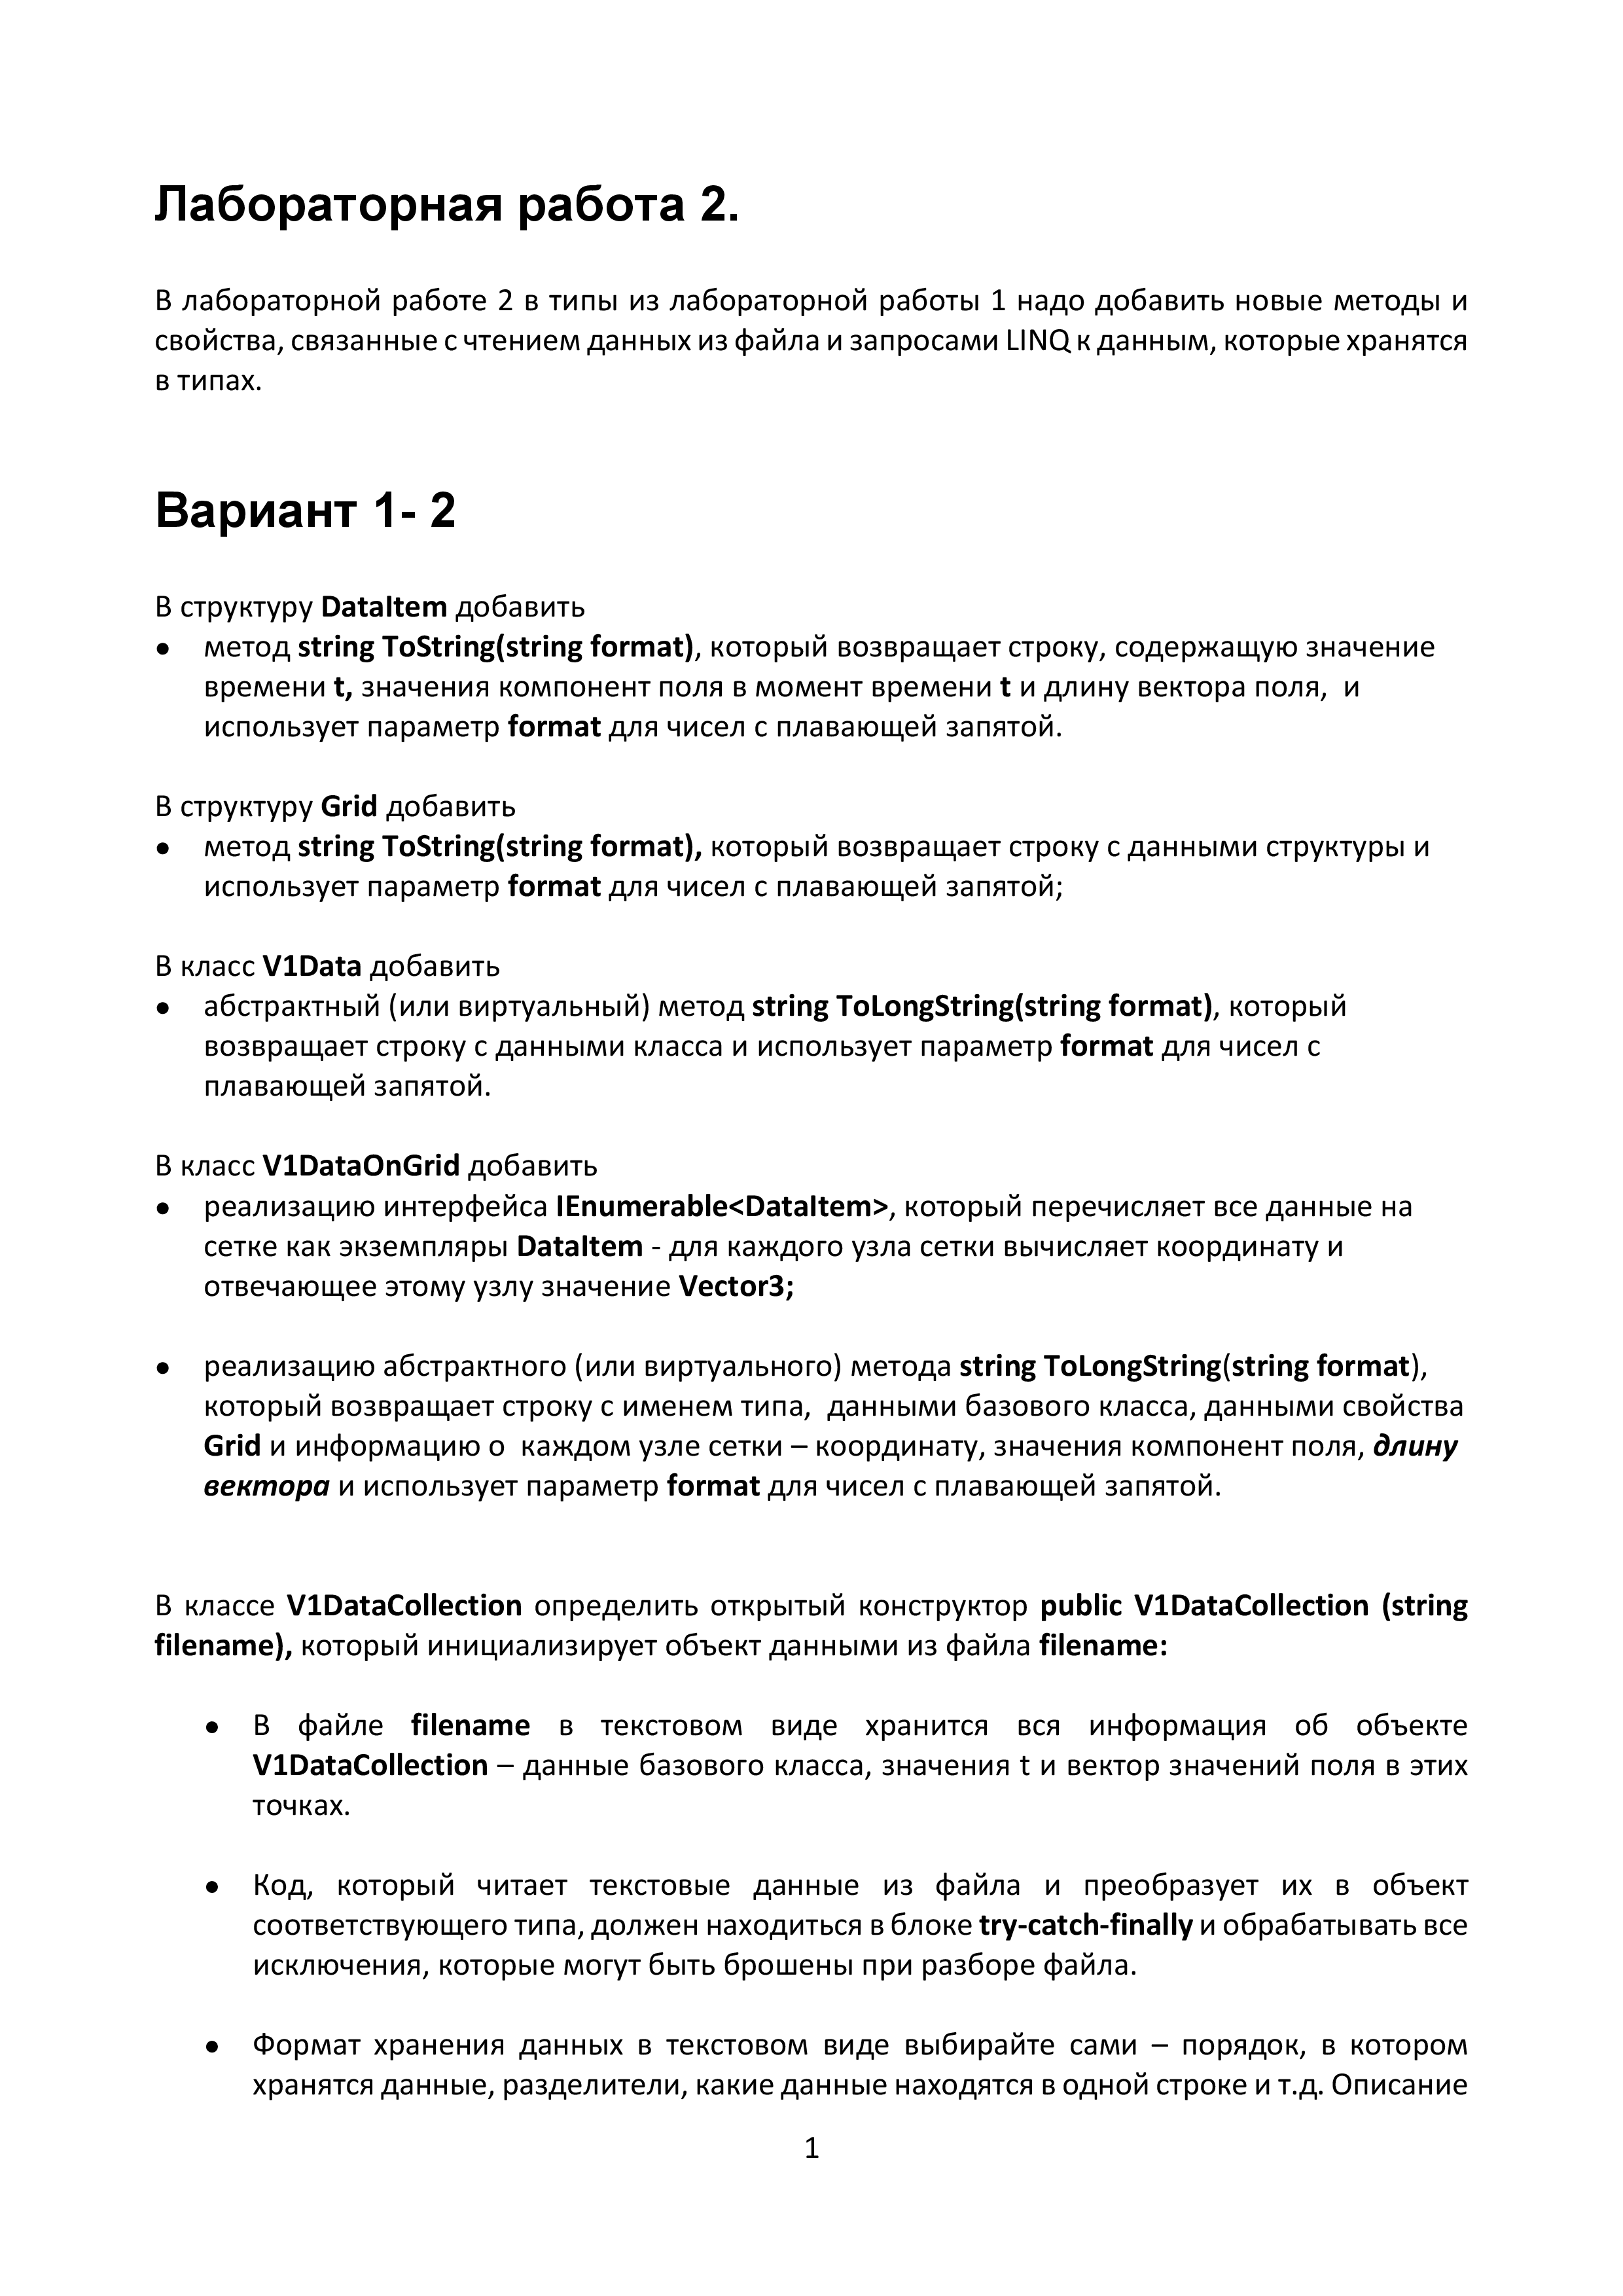 Лабораторная работа 2.
В лабораторной работе 2 в типы из лабораторной работы 1 надо добавить новые методы и
свойства, связанные с чтением данных из файла и запросами LINQ к данным, которые хранятся
в типах.
Вариант 1- 2
В структуру DataItem добавить
● метод string ToString(string format), который возвращает строку, содержащую значение
времени t, значения компонент поля в момент времени t и длину вектора поля, и
использует параметр format для чисел с плавающей запятой.
В структуру Grid добавить
● метод string ToString(string format), который возвращает строку с данными структуры и
использует параметр format для чисел с плавающей запятой;
В класс V1Data добавить
● абстрактный (или виртуальный) метод string ToLongString(string format), который
возвращает строку с данными класса и использует параметр format для чисел с
плавающей запятой.
В класс V1DataOnGrid добавить
● реализацию интерфейса IEnumerable<DataItem>, который перечисляет все данные на
сетке как экземпляры DataItem - для каждого узла сетки вычисляет координату и
отвечающее этому узлу значение Vector3;
● реализацию абстрактного (или виртуального) метода string ToLongString(string format),
который возвращает строку с именем типа, данными базового класса, данными свойства
Grid и информацию о каждом узле сетки – координату, значения компонент поля, длину
вектора и использует параметр format для чисел с плавающей запятой.
В классе V1DataCollection определить открытый конструктор public V1DataCollection (string
filename), который инициализирует объект данными из файла filename:
● В файле filename в текстовом виде хранится вся информация об объекте
V1DataCollection – данные базового класса, значения t и вектор значений поля в этих
точках.
● Код, который читает текстовые данные из файла и преобразует их в объект
соответствующего типа, должен находиться в блоке try-catch-finally и обрабатывать все
исключения, которые могут быть брошены при разборе файла.
● Формат хранения данных в текстовом виде выбирайте сами – порядок, в котором
хранятся данные, разделители, какие данные находятся в одной строке и т.д. Описание
1